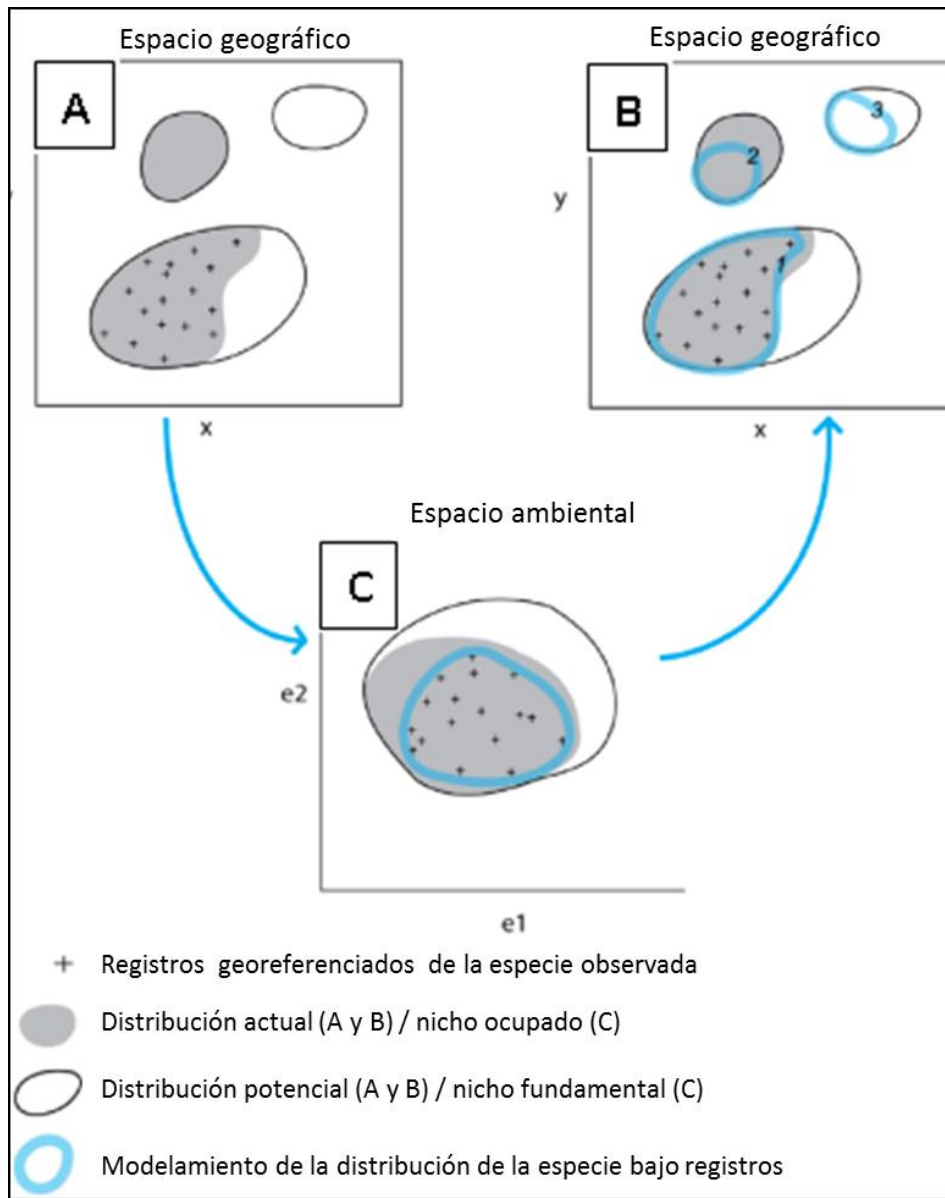 Espacio geográfico
Espacio geográfico
A
B
3
2
y
1
x
x
Espacio ambiental
C
e2
e1
+ Registros georeferenciados de la especie observada
Distribución actual (A y B) / nicho ocupado (C)
Distribución potencial (A y B) / nicho fundamental (C)
Modelamiento de la distribución de la especie bajo registros